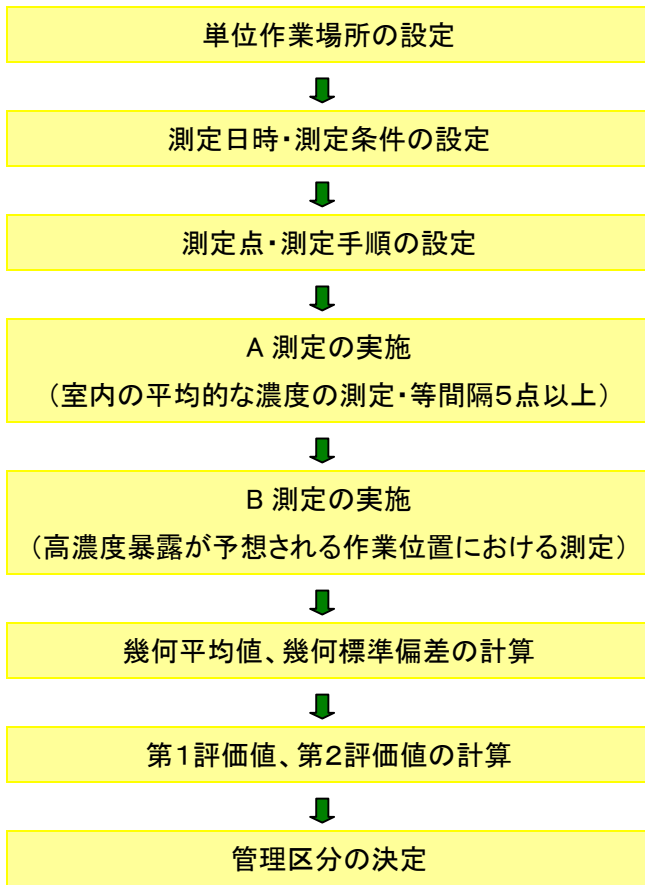 単位作業場所の設定
測定日時・測定条件の設定
測定点・測定手順の設定
A 測定の実施
（室内の平均的な濃度の測定・等間隔５点以上）
B 測定の実施
（高濃度暴露が予想される作業位置における測定）
幾何平均値、幾何標準偏差の計算
第１評価値、第２評価値の計算
管理区分の決定